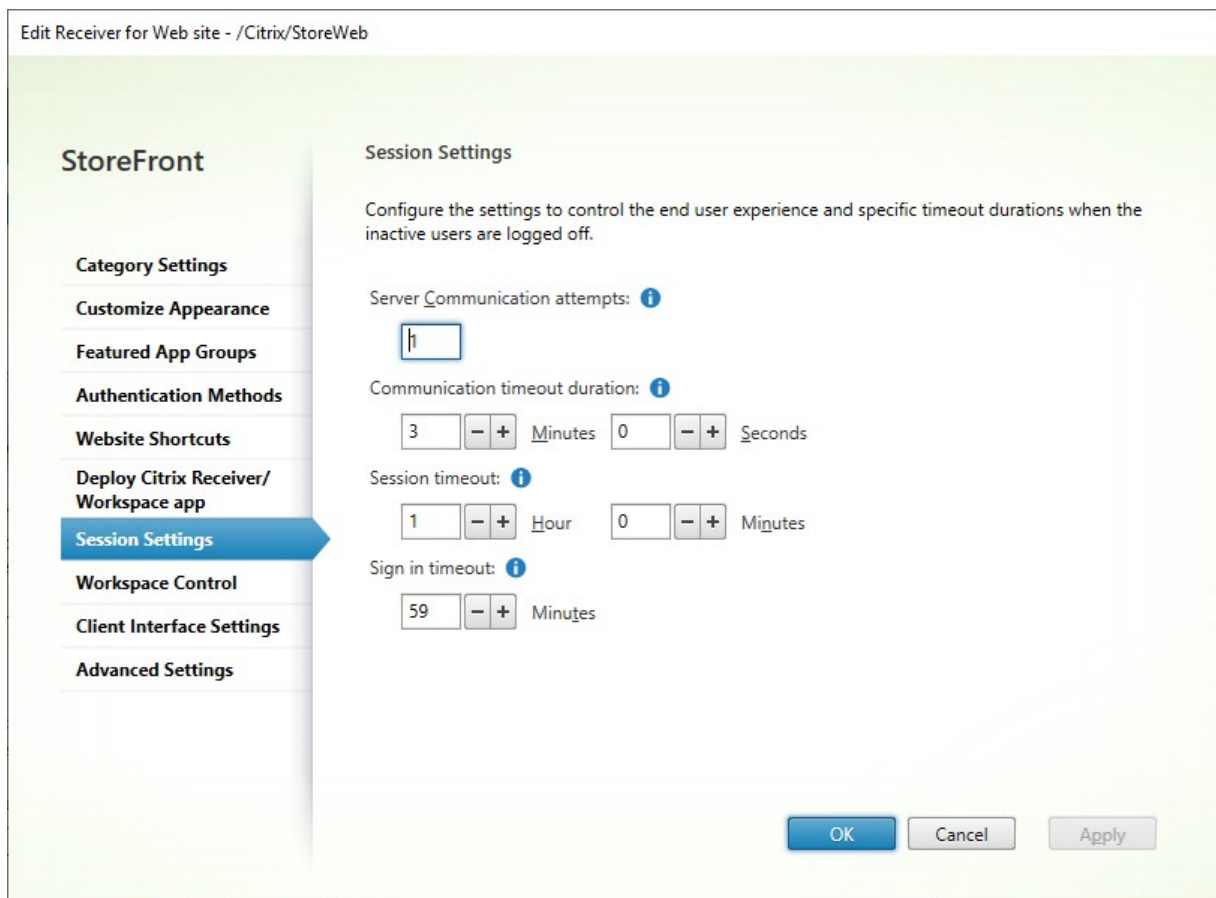 Edit Receiver for Web site - /Citrix/StoreWeb
StoreFront
Category Settings
Customize Appearance
Featured App Groups
Authentication Methods
Website Shortcuts
Deploy Citrix Receiver/
Workspace app
Session Settings
Workspace Control
Client Interface Settings
Advanced Settings
Session Settings
Configure the settings to control the end user experience and specific timeout durations when the
inactive users are logged off.
Server Communication attempts: i
1
Communication timeout duration: i
3 − + Minutes 0 − + Seconds
Session timeout: i
1 − + Hour 0 − + Minutes
Sign in timeout: i
59 − + Minutes
OK Cancel Apply